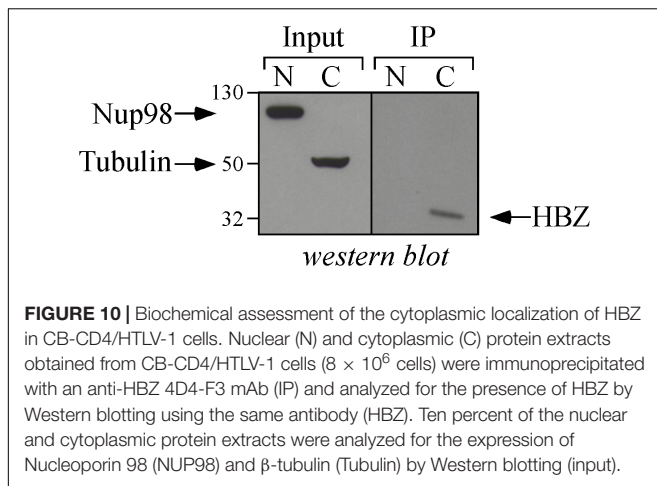 Input IP
N C N C
130
Nup98
Tubulin
50
32
HBZ
western blot
FIGURE 10 | Biochemical assessment of the cytoplasmic localization of HBZ
in CB-CD4/HTLV-1 cells. Nuclear (N) and cytoplasmic (C) protein extracts
obtained from CB-CD4/HTLV-1 cells (8 × 10⁶ cells) were immunoprecipitated
with an anti-HBZ 4D4-F3 mAb (IP) and analyzed for the presence of HBZ by
Western blotting using the same antibody (HBZ). Ten percent of the nuclear
and cytoplasmic protein extracts were analyzed for the expression of
Nucleoporin 98 (NUP98) and β-tubulin (Tubulin) by Western blotting (input).